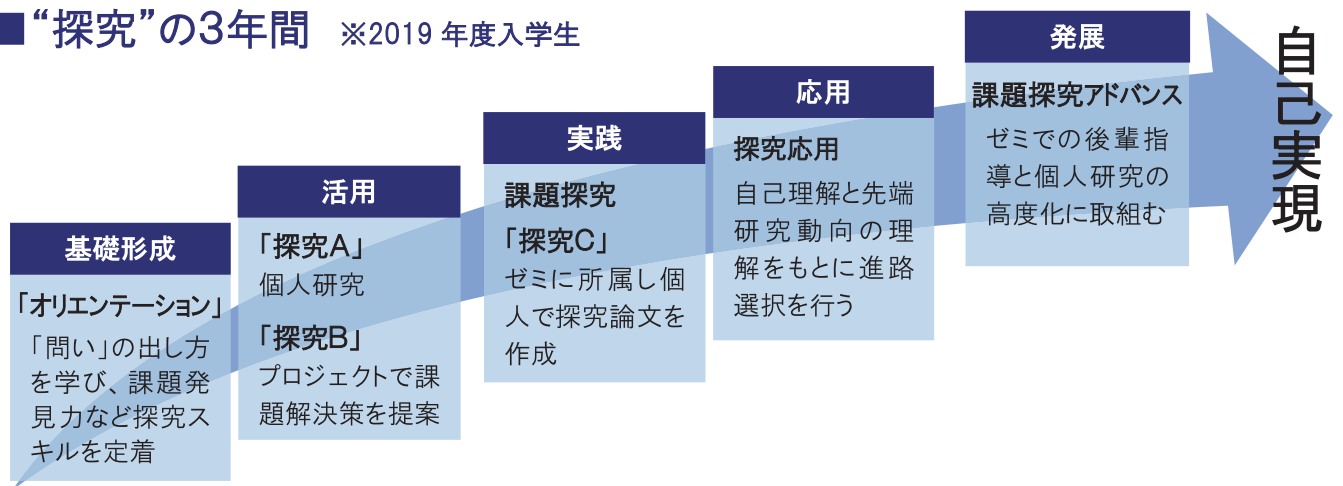 ■“探究”の3年間 ※2019 年度入学生
基礎形成
「オリエンテーション」
「問い」の出し方
を学び、課題発
見力など探究ス
キルを定着
活用
「探究A」
個人研究
「探究B」
プロジェクトで課
題解決策を提案
実践
課題探究
「探究C」
ゼミに所属し個
人で探究論文を
作成
応用
探究応用
自己理解と先端
研究動向の理
解をもとに進路
選択を行う
発展
課題探究アドバンス
ゼミでの後輩指
導と個人研究の
高度化に取組む
自己実現